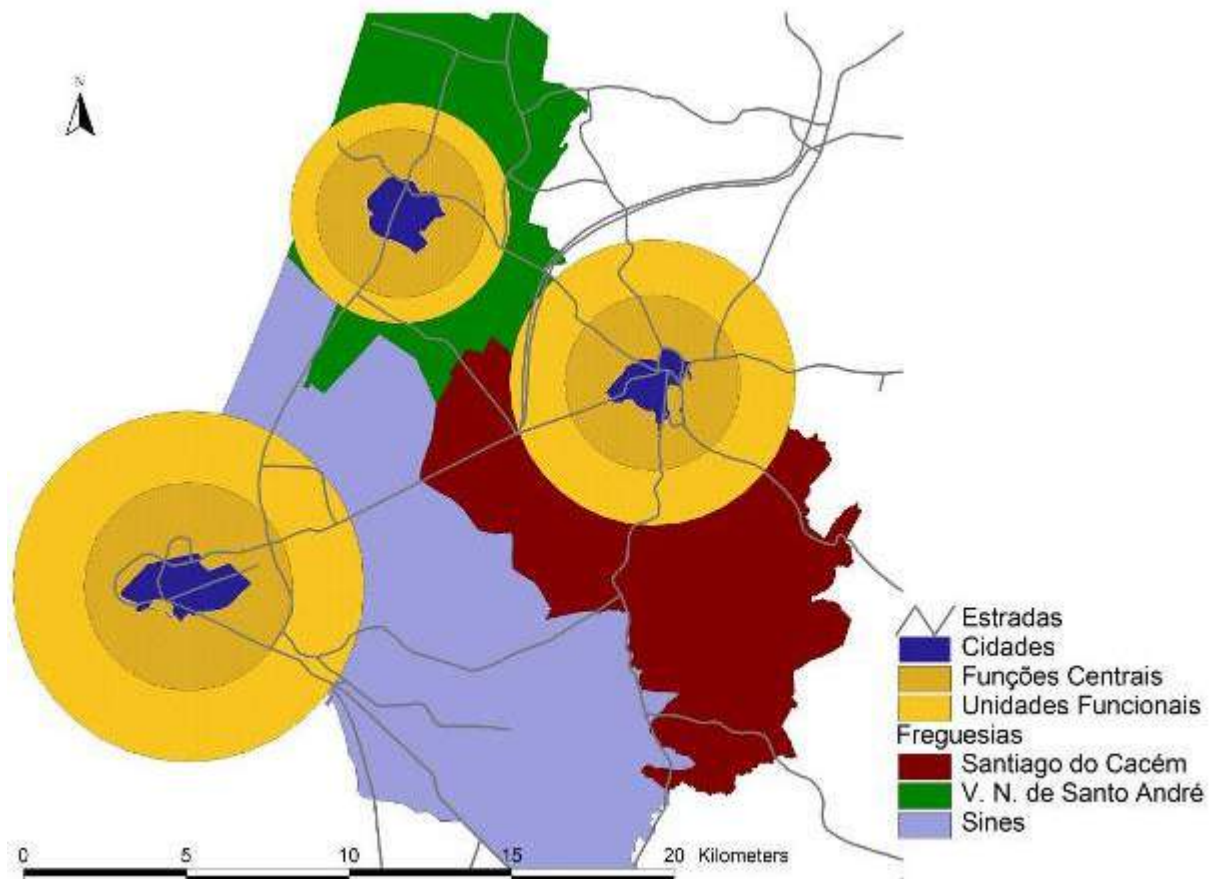 N
Estradas
Cidades
Funções Centrais
Unidades Funcionais
Freguesias
Santiago do Cacém
V. N. de Santo André
Sines
0 5 10 15 20 Kilometers